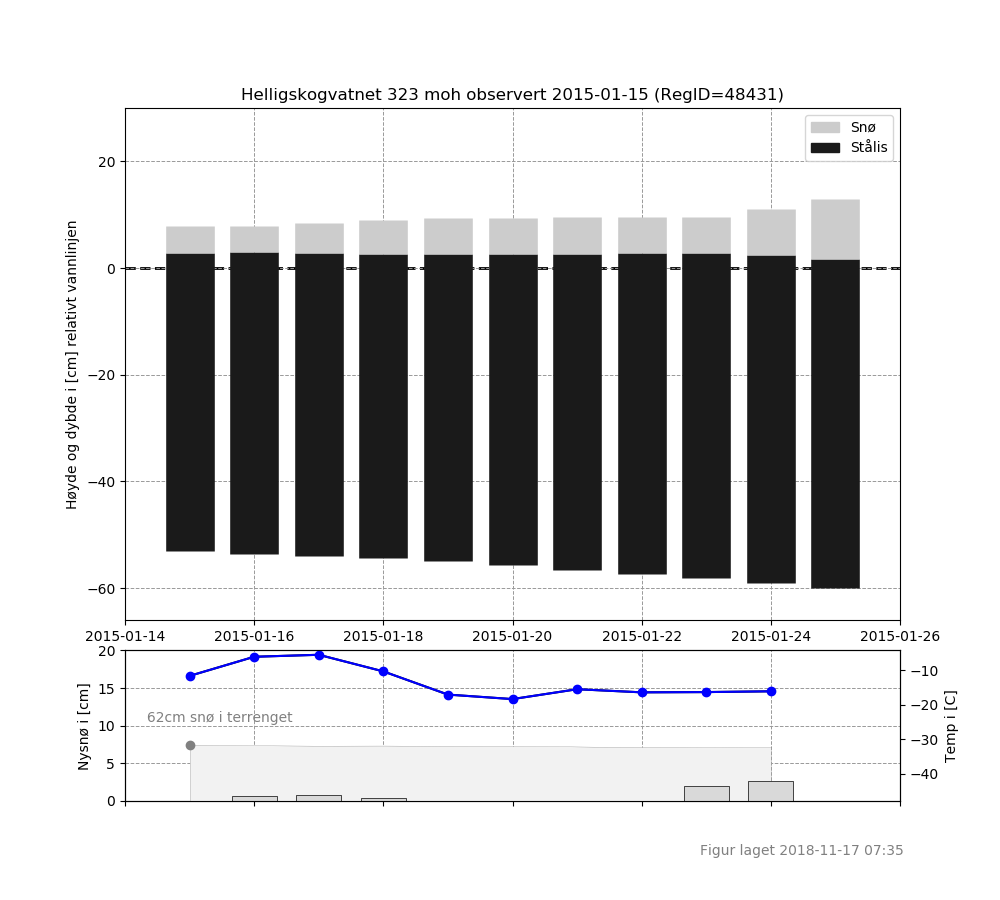 Helligskogvatnet 323 moh observert 2015-01-15 (RegID=48431)
Snø
Stålis
Høyde og dybde i [cm] relativt vannlinjen
20
0
−20
−40
−60
2015-01-14 2015-01-16 2015-01-18 2015-01-20 2015-01-22 2015-01-24 2015-01-26
Nysnø i [cm]
20
15
10
5
0
62cm snø i terrenget
−10
−20
−30
−40
Temp i [C]
Figur laget 2018-11-17 07:35